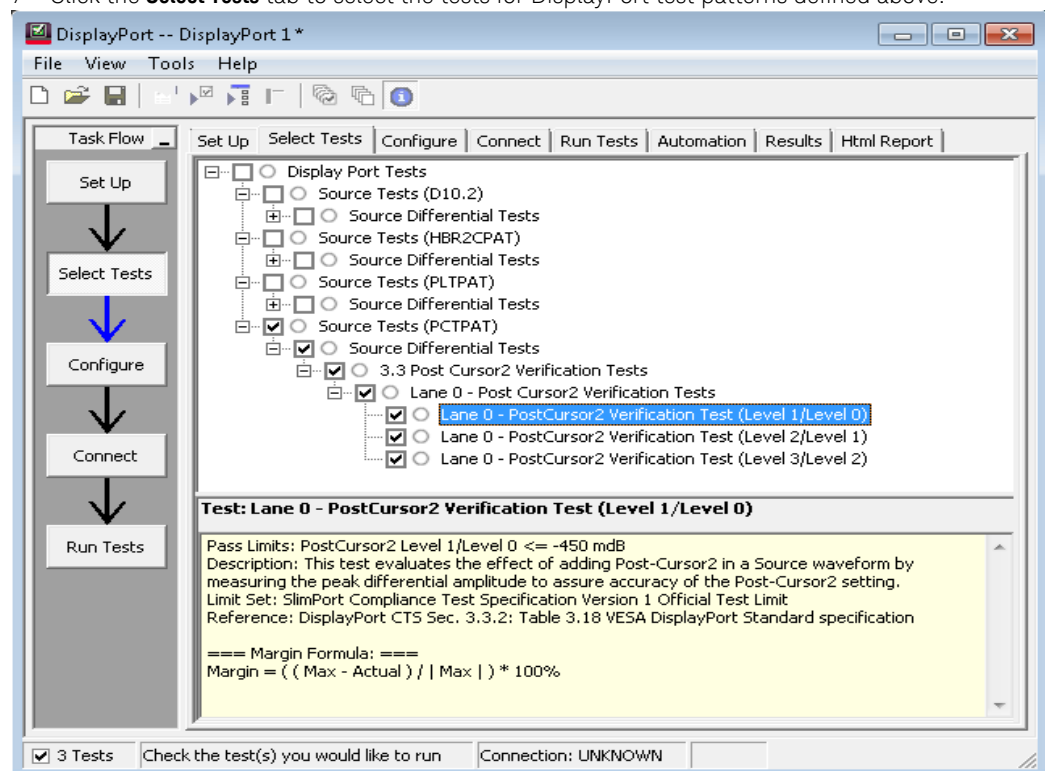 7 Click the Select Tests tab to select the tests for DisplayPort test patterns defined above.
DisplayPort -- DisplayPort 1*
File View Tools Help
Task Flow
Set Up Select Tests Configure Connect Run Tests Automation Results Html Report
Set Up
Select Tests
Configure
Connect
Run Tests
Display Port Tests
Source Tests (D10.2)
Source Differential Tests
Source Tests (HBR2CPAT)
Source Differential Tests
Source Tests (PLTPAT)
Source Differential Tests
Source Tests (PCTPAT)
Source Differential Tests
3.3 Post Cursor2 Verification Tests
Lane 0 - Post Cursor2 Verification Tests
Lane 0 - PostCursor2 Verification Test (Level 1/Level 0)
Lane 0 - PostCursor2 Verification Test (Level 2/Level 1)
Lane 0 - PostCursor2 Verification Test (Level 3/Level 2)
Test: Lane 0 - PostCursor2 Verification Test (Level 1/Level 0)
Pass Limits: PostCursor2 Level 1/Level 0 <= -450 mdB
Description: This test evaluates the effect of adding Post-Cursor2 in a Source waveform by
measuring the peak differential amplitude to assure accuracy of the Post-Cursor2 setting.
Limit Set: SlimPort Compliance Test Specification Version 1 Official Test Limit
Reference: DisplayPort CTS Sec. 3.3.2: Table 3.18 VESA DisplayPort Standard specification
=== Margin Formula: ===
Margin = ( ( Max - Actual ) / | Max | ) * 100%
3 Tests Check the test(s) you would like to run Connection: UNKNOWN